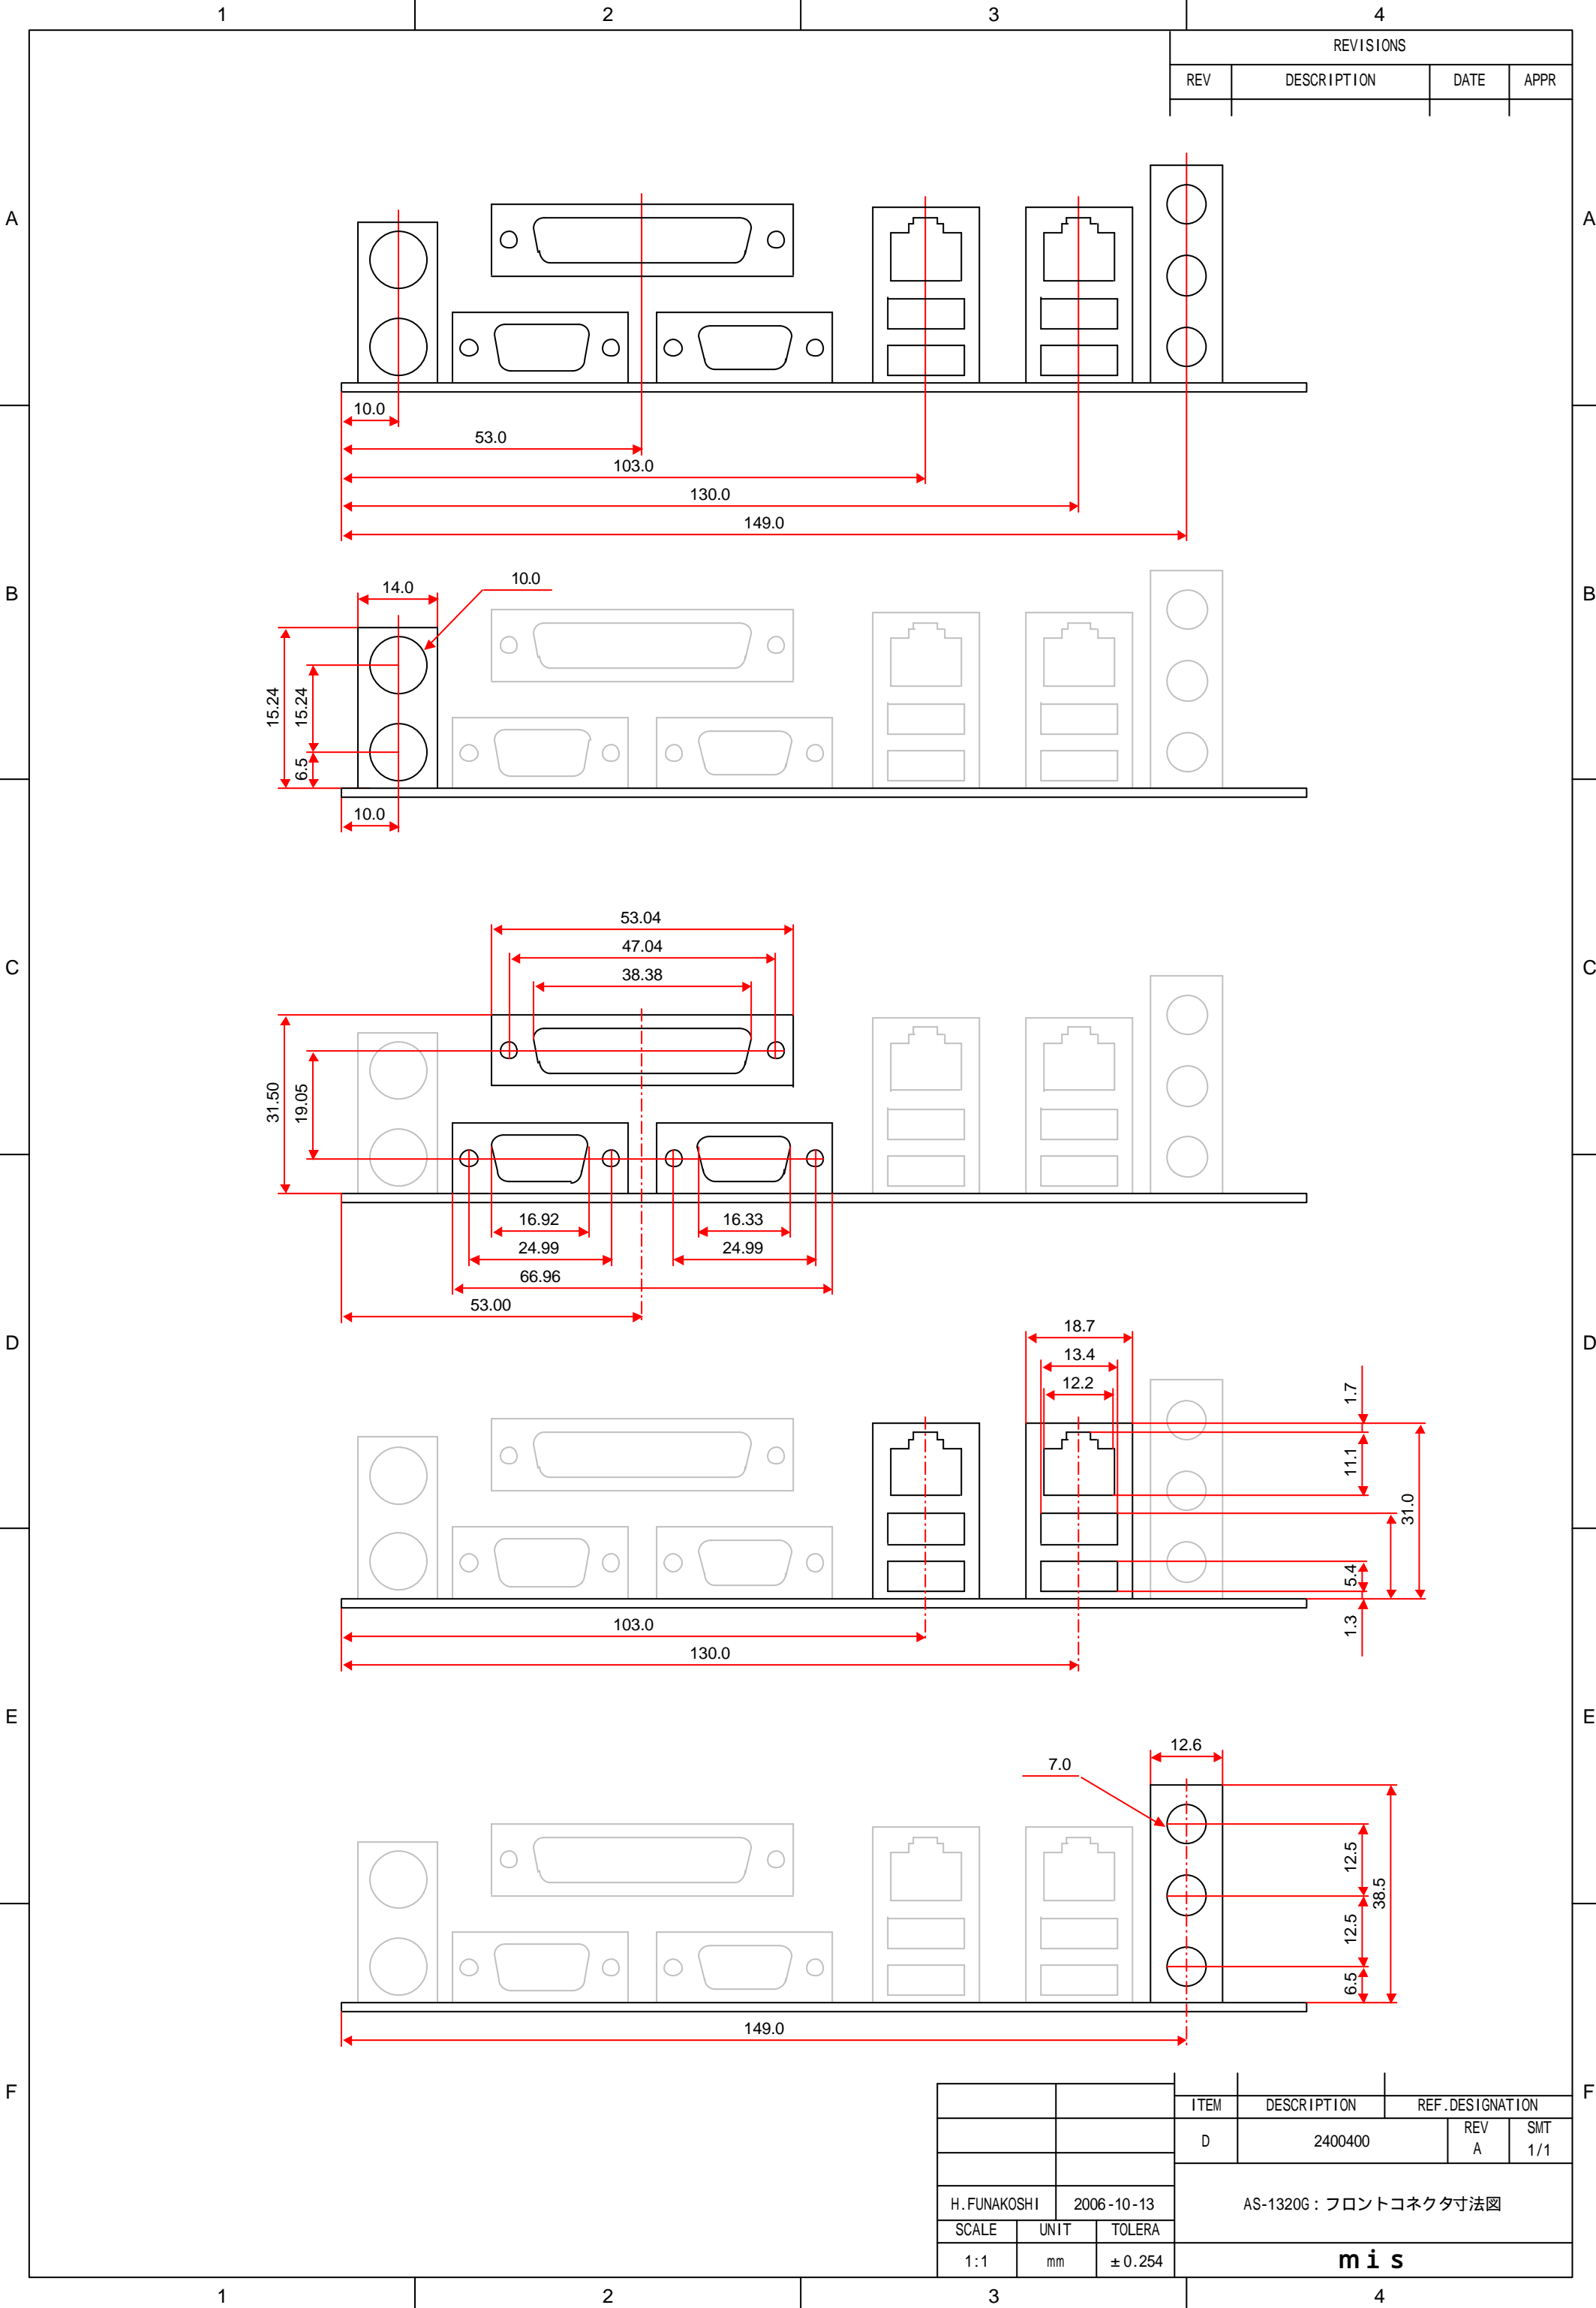 1 2 3 4
REVISIONS
REV DESCRIPTION DATE APPR
A A
10.0
53.0
103.0
130.0
149.0
B B
14.0 10.0
15.24 15.24 6.5
10.0
C C
53.04
47.04
38.38
31.50 19.05
16.92 16.33
24.99 24.99
66.96
53.00
D D
18.7
13.4
12.2
1.7
11.1
31.0
5.4
1.3
103.0
130.0
E E
12.6
7.0
12.5
38.5
12.5
6.5
149.0
F F
ITEM DESCRIPTION REF.DESIGNATION
D 2400400 REV A SMT 1/1
H.FUNAKOSHI 2006-10-13 AS-1320G:フロントコネクタ寸法図
SCALE UNIT TOLERA
1:1 mm ±0.254 mis
1 2 3 4